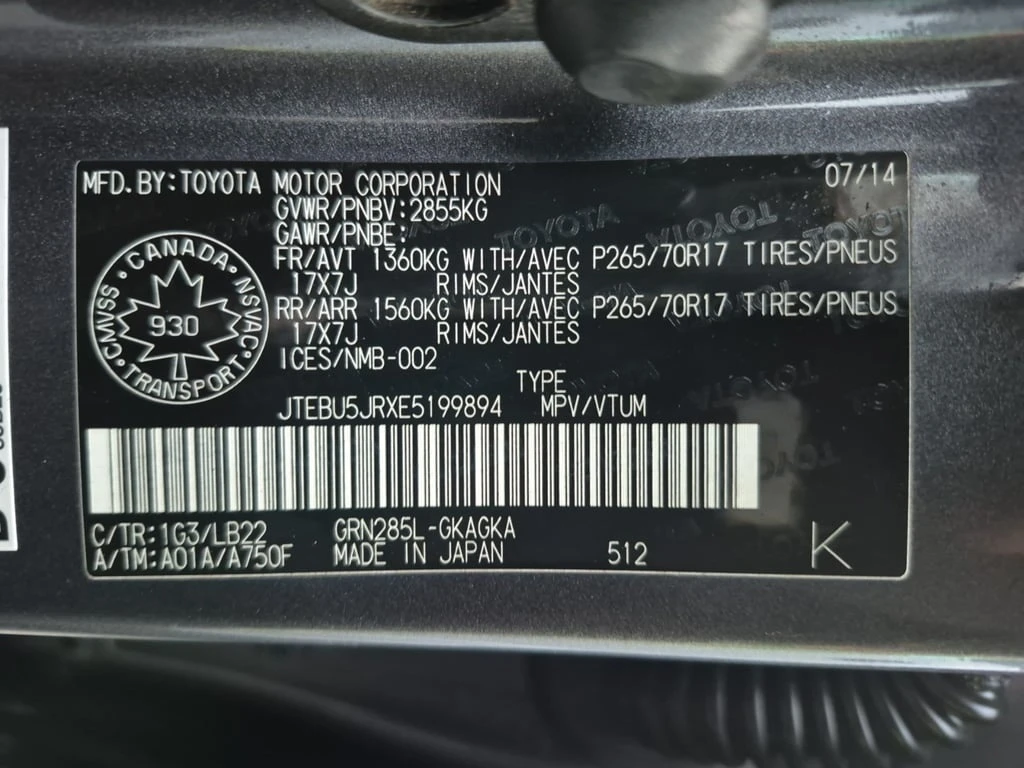 MFD.BY:TOYOTA MOTOR CORPORATION 07/14
GVWR/PNBV:2855KG
GAWR/PNBE:
FR/AVT 1360KG WITH/AVEC P265/70R17 TIRES/PNEUS
17X7J RIMS/JANTES
RR/ARR 1560KG WITH/AVEC P265/70R17 TIRES/PNEUS
17X7J RIMS/JANTES
ICES/NMB-002
CANADA
CMVSS • NSVAC
930
TRANSPORT
TYPE
JTEBU5JRXE5199894 MPV/VTUM
C/TR:1G3/LB22 GRN285L-GKAGKA
A/TM:A01A/A750F MADE IN JAPAN 512 K
TOYOTA TOYOTA TOYOTA